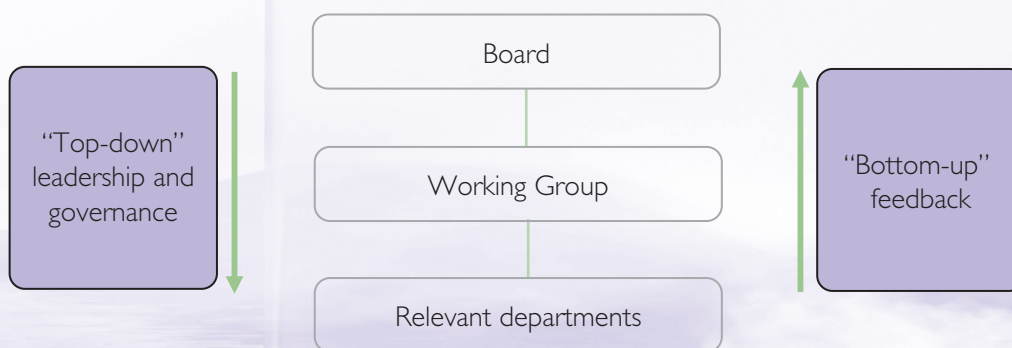 Board
“Top-down”
leadership and
governance
Working Group
“Bottom-up”
feedback
Relevant departments